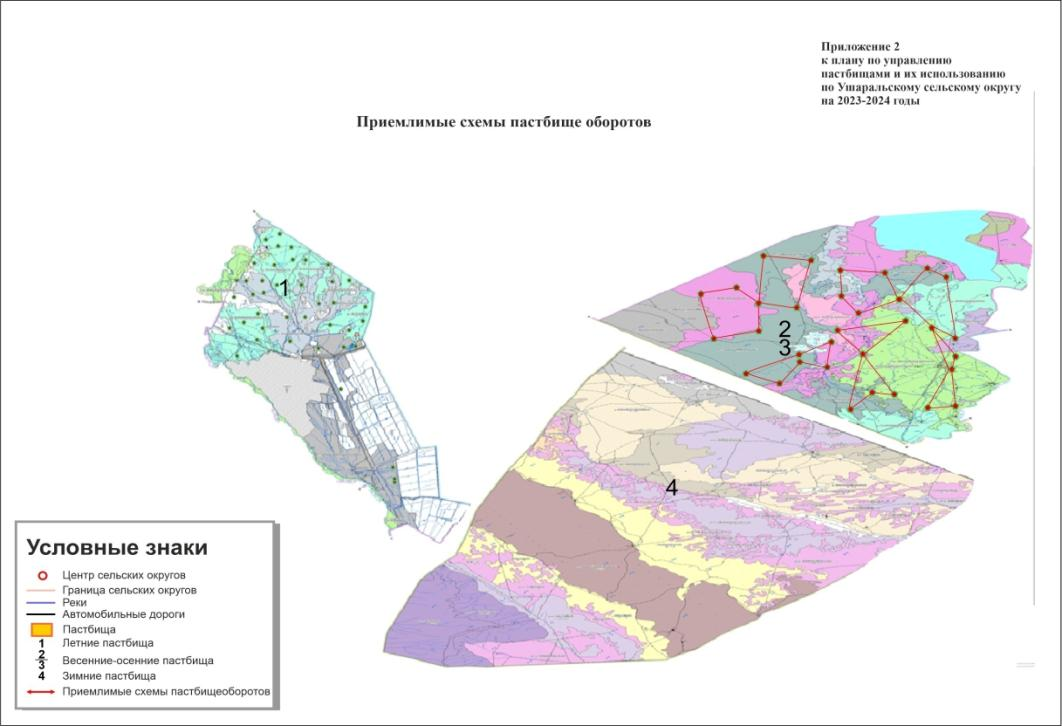 Приложение 2
к плану по управлению
пастбищами и их использованию
по Ушаральскому сельскому округу
на 2023-2024 годы
Приемлимые схемы пастбище оборотов
1
2
3
4
Условные знаки
Центр сельских округов
Граница сельских округов
Реки
Автомобильные дороги
Пастбища
1 Летние пастбища
2
3 Весенние-осенние пастбища
4 Зимние пастбища
Приемлимые схемы пастбищеоборотов